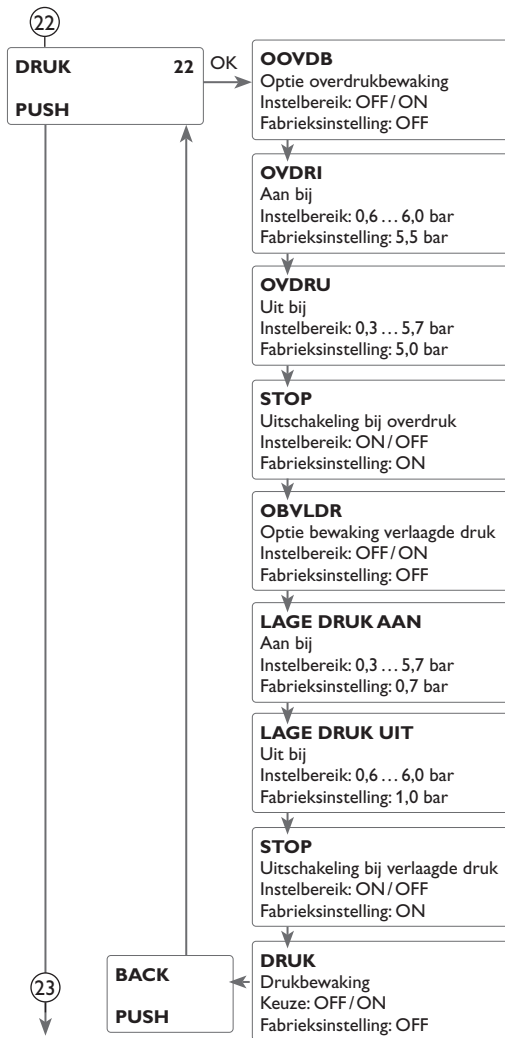 22
DRUK 22
PUSH
OK
OOVDB
Optie overdrukbewaking
Instelbereik: OFF/ON
Fabrieksinstelling: OFF
OVDRI
Aan bij
Instelbereik: 0,6 … 6,0 bar
Fabrieksinstelling: 5,5 bar
OVDRU
Uit bij
Instelbereik: 0,3 … 5,7 bar
Fabrieksinstelling: 5,0 bar
STOP
Uitschakeling bij overdruk
Instelbereik: ON/OFF
Fabrieksinstelling: ON
OBVLDR
Optie bewaking verlaagde druk
Instelbereik: OFF/ON
Fabrieksinstelling: OFF
LAGE DRUK AAN
Aan bij
Instelbereik: 0,3 … 5,7 bar
Fabrieksinstelling: 0,7 bar
LAGE DRUK UIT
Uit bij
Instelbereik: 0,6 … 6,0 bar
Fabrieksinstelling: 1,0 bar
STOP
Uitschakeling bij verlaagde druk
Instelbereik: ON/OFF
Fabrieksinstelling: ON
DRUK
Drukbewaking
Keuze: OFF/ON
Fabrieksinstelling: OFF
BACK
PUSH
23